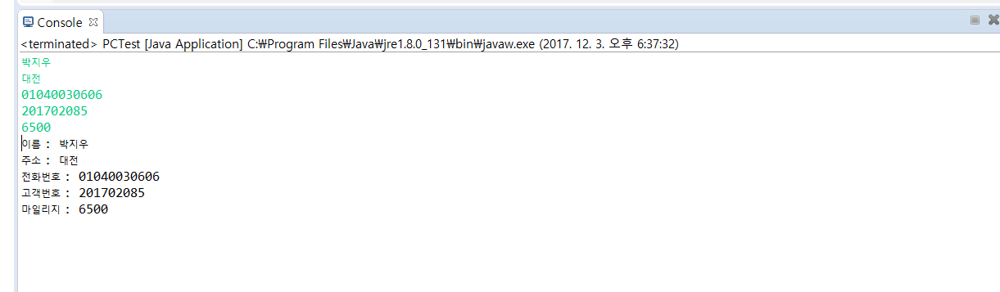 Console
<terminated> PCTest [Java Application] C:₩Program Files₩Java₩jre1.8.0_131₩bin₩javaw.exe (2017. 12. 3. 오후 6:37:32)
박지우
대전
01040030606
201702085
6500
이름 : 박지우
주소 : 대전
전화번호 : 01040030606
고객번호 : 201702085
마일리지 : 6500